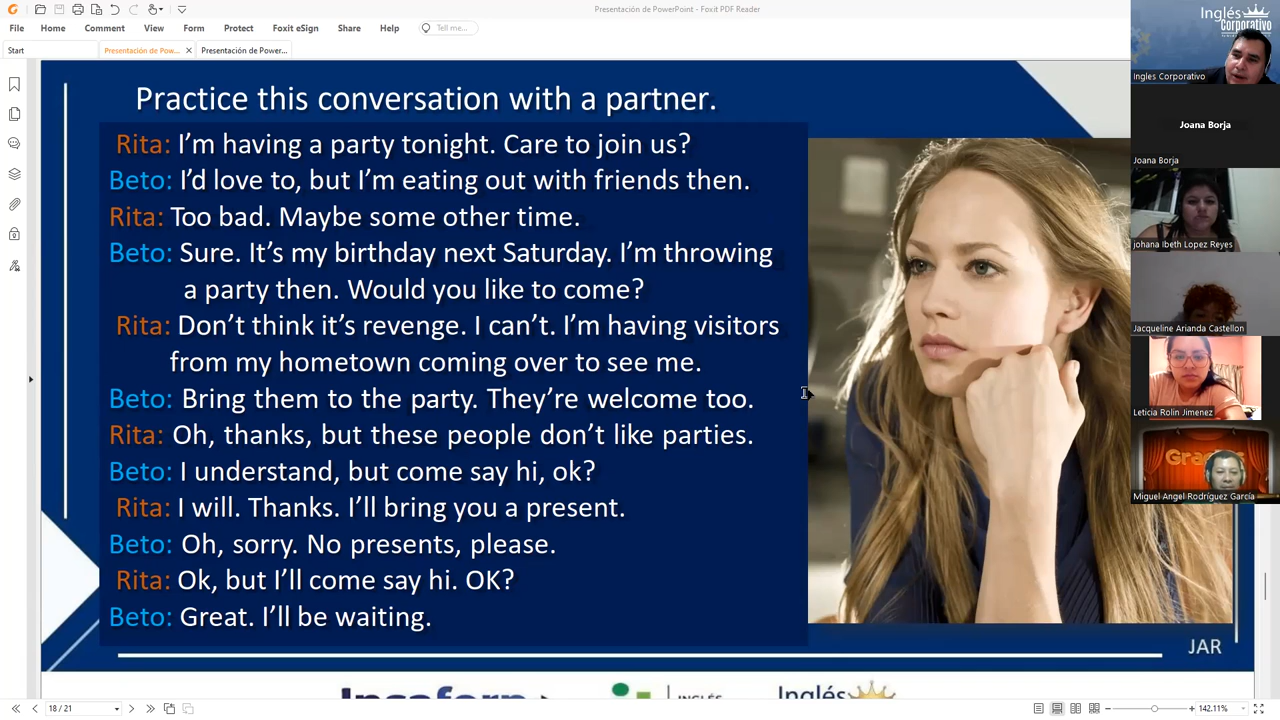 Presentación de PowerPoint - Foxit PDF Reader
File Home Comment View Form Protect Foxit eSign Share Help Tell me...
Start Presentación de Pow... Presentación de Power...
Practice this conversation with a partner.
Rita: I'm having a party tonight. Care to join us?
Beto: I'd love to, but I'm eating out with friends then.
Rita: Too bad. Maybe some other time.
Beto: Sure. It's my birthday next Saturday. I'm throwing
a party then. Would you like to come?
Rita: Don't think it's revenge. I can't. I'm having visitors
from my hometown coming over to see me.
Beto: Bring them to the party. They're welcome too.
Rita: Oh, thanks, but these people don't like parties.
Beto: I understand, but come say hi, ok?
Rita: I will. Thanks. I'll bring you a present.
Beto: Oh, sorry. No presents, please.
Rita: Ok, but I'll come say hi. OK?
Beto: Great. I'll be waiting.
JAR
INGLÉS
Inglés
18 / 21
142.11%
Inglés
Corporativo
Ingles Corporativo
Joana Borja
Joana Borja
johana Ibeth Lopez Reyes
Jacqueline Arianda Castellon
Leticia Rolin Jimenez
Miguel Angel Rodríguez García